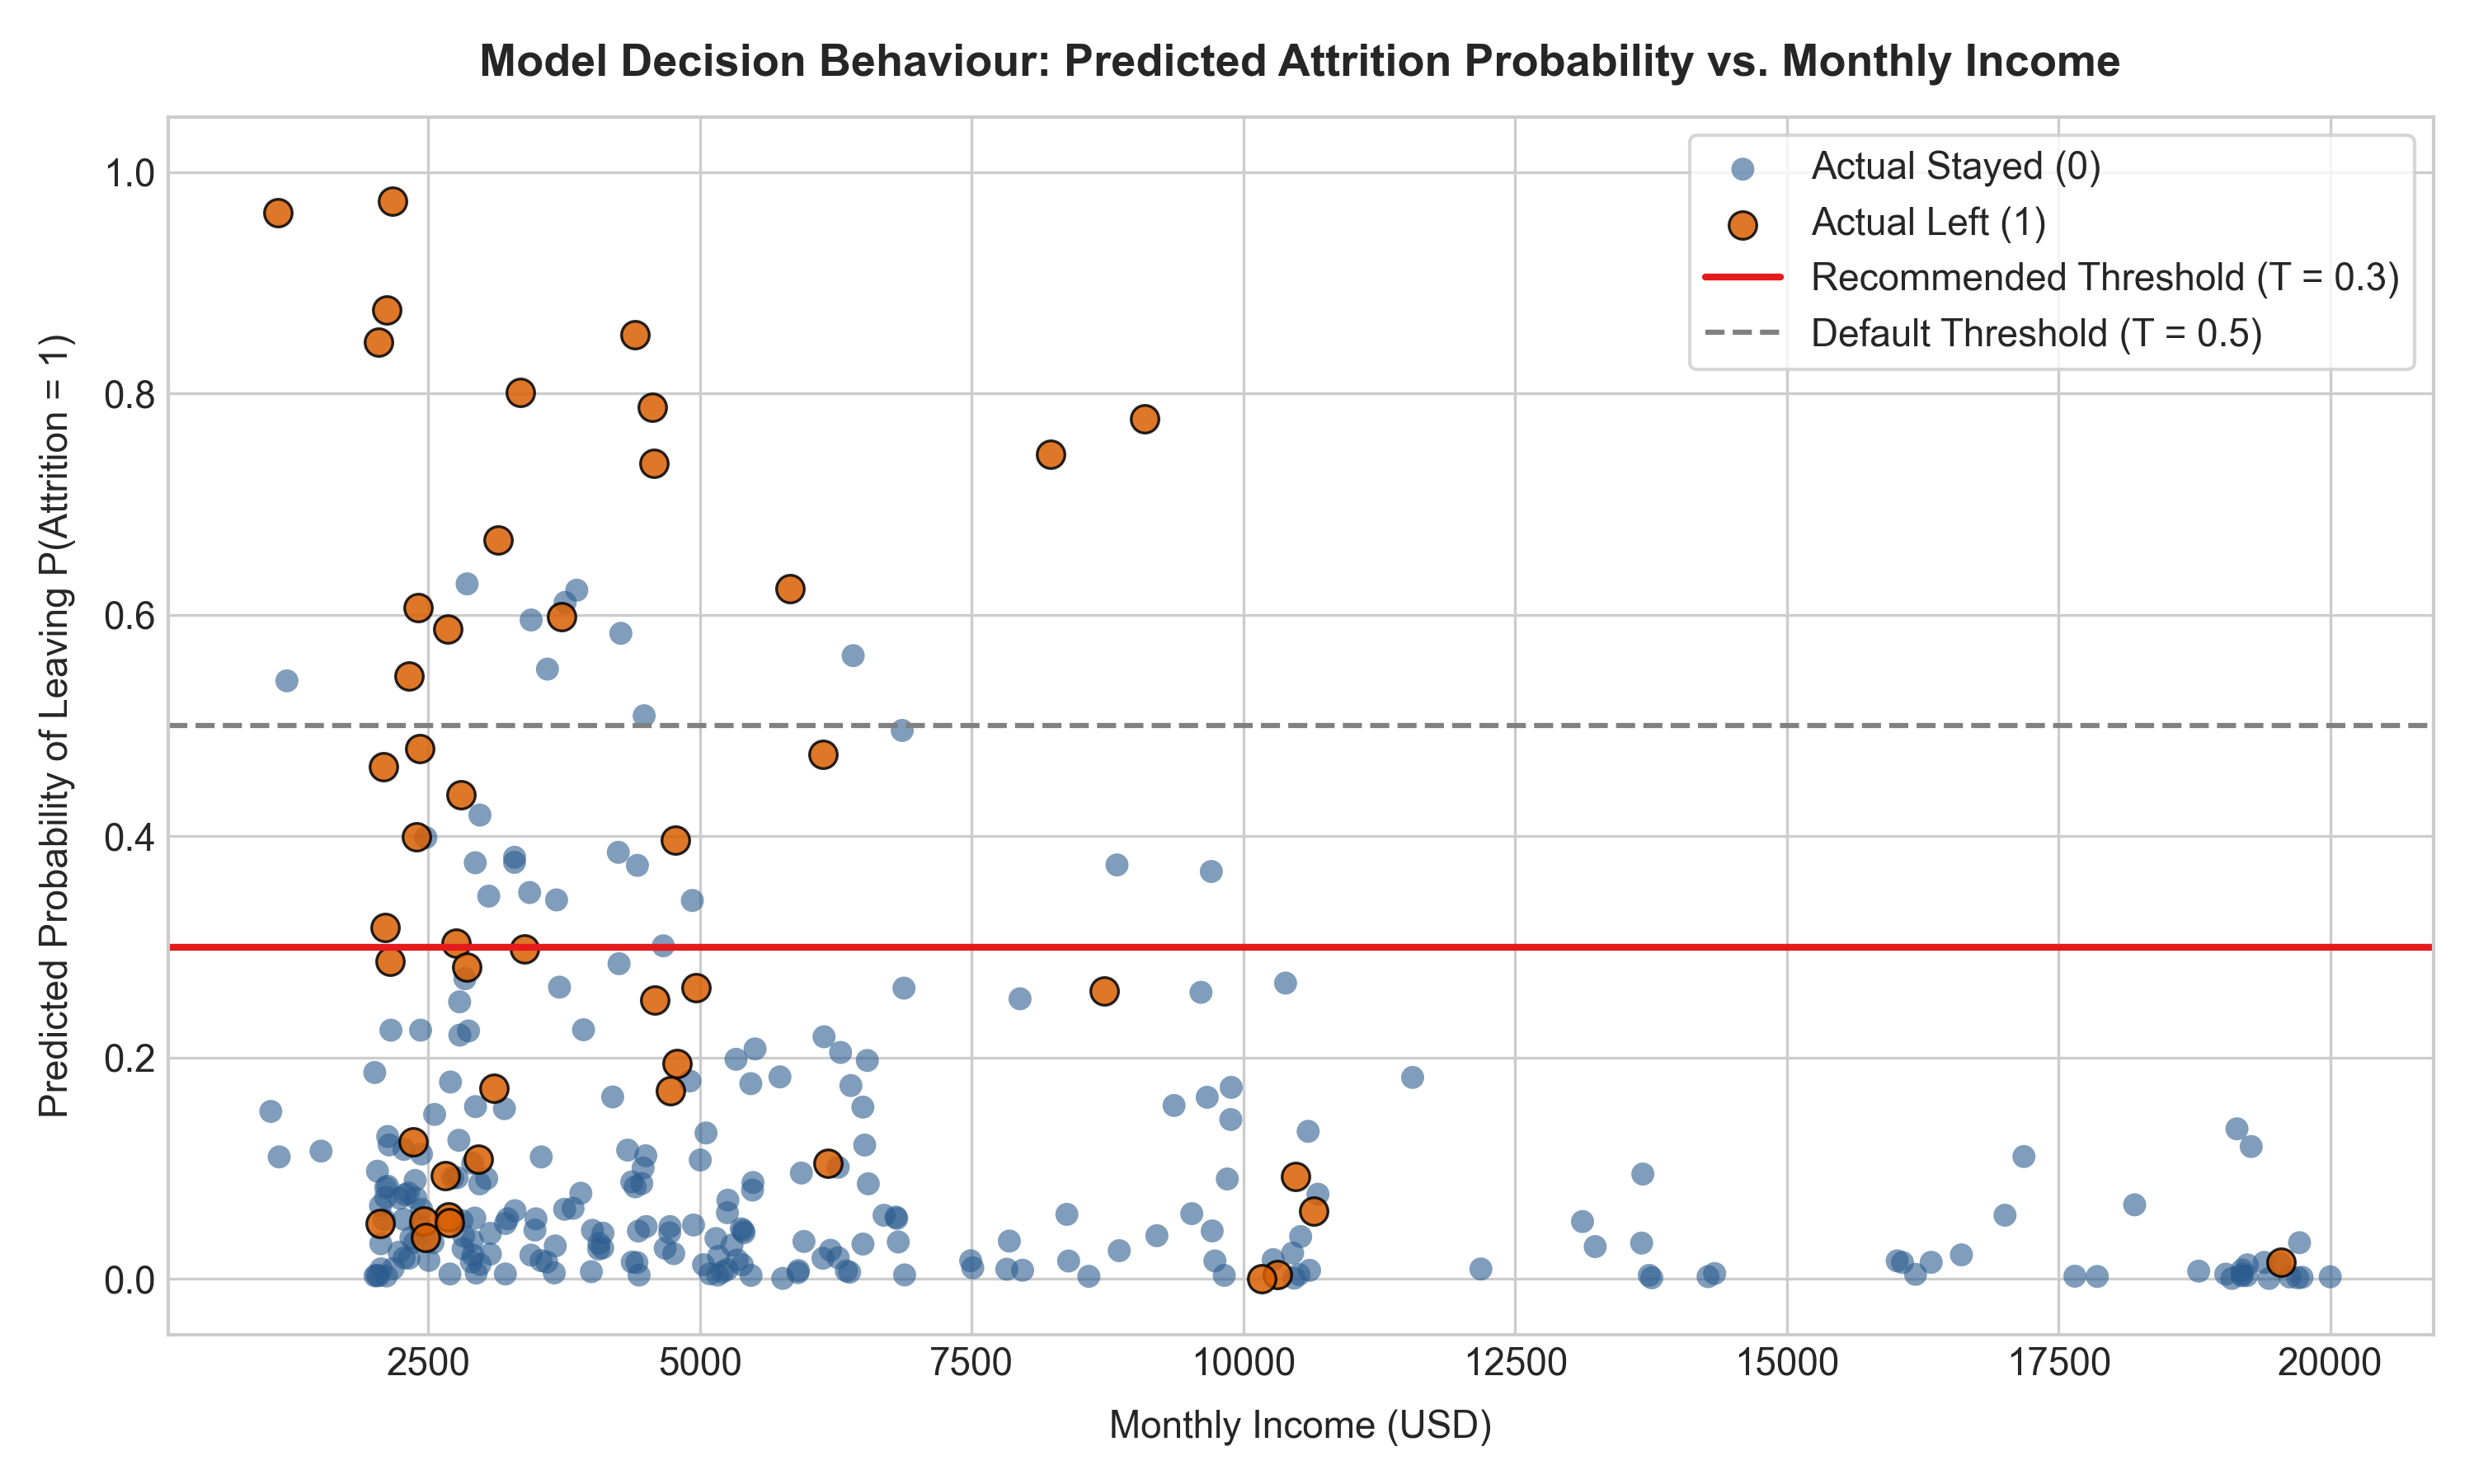 Model Decision Behaviour: Predicted Attrition Probability vs. Monthly Income
Actual Stayed (0)
Actual Left (1)
Recommended Threshold (T = 0.3)
Default Threshold (T = 0.5)
Predicted Probability of Leaving P(Attrition = 1)
1.0
0.8
0.6
0.4
0.2
0.0
2500 5000 7500 10000 12500 15000 17500 20000
Monthly Income (USD)